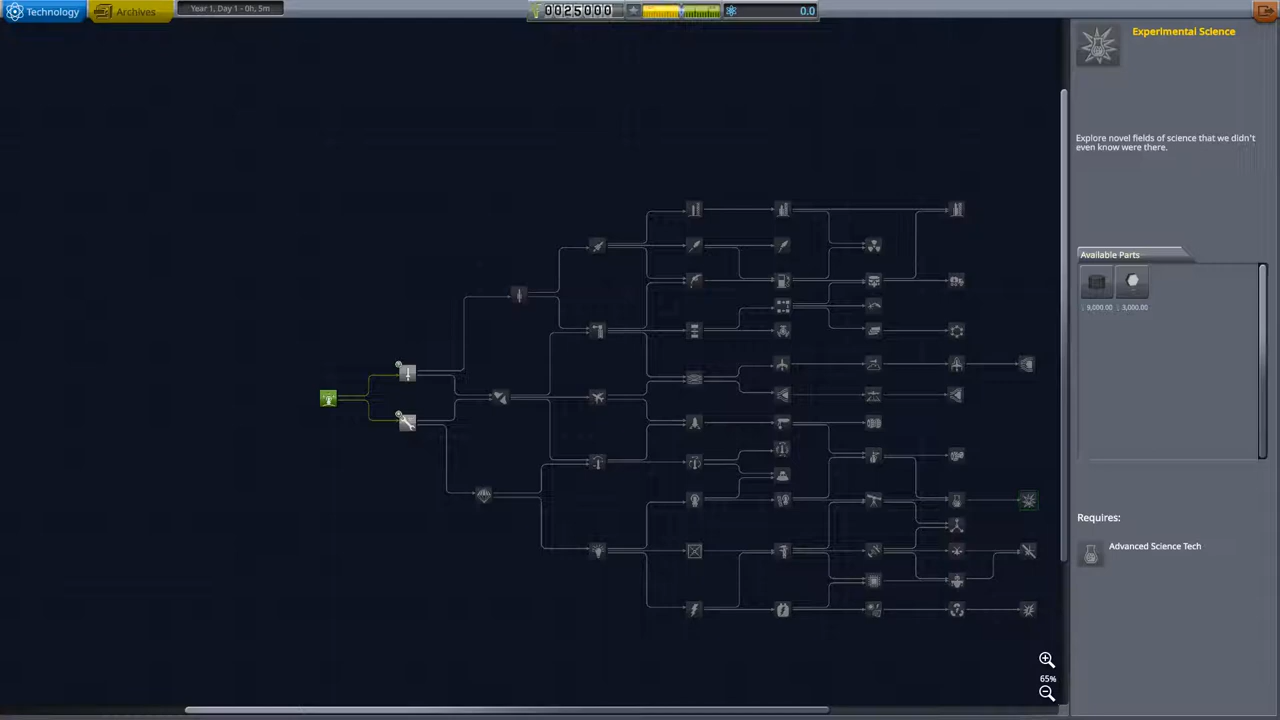 Technology
Archives
Year 1, Day 1 - 0h, 5m
0025000
0.0
Experimental Science
Explore novel fields of science that we didn't
even know were there.
Available Parts
9,000.00 3,000.00
Requires:
Advanced Science Tech
65%